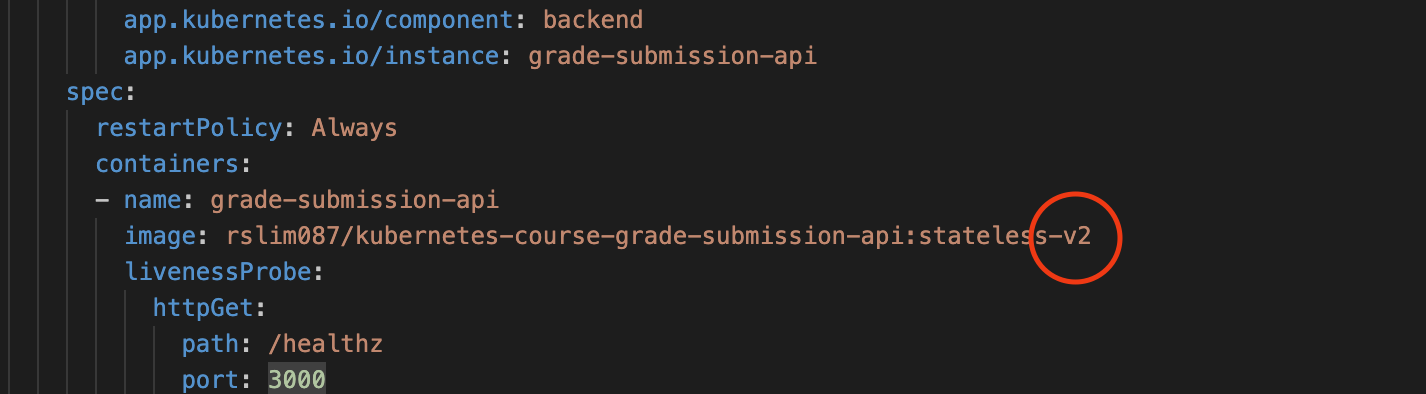 app.kubernetes.io/component: backend
app.kubernetes.io/instance: grade-submission-api
spec:
restartPolicy: Always
containers:
- name: grade-submission-api
image: rslim087/kubernetes-course-grade-submission-api:stateless-v2
livenessProbe:
httpGet:
path: /healthz
port: 3000